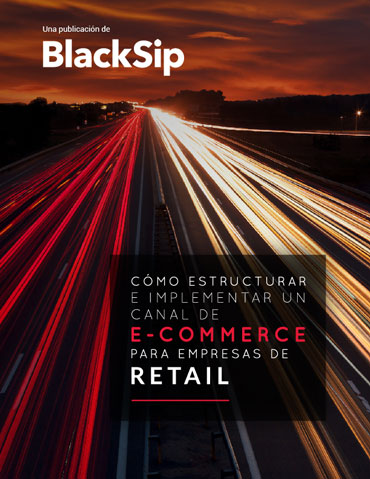 Una publicación de
BlackSip
CÓMO ESTRUCTURAR
E IMPLEMENTAR UN
CANAL DE
E-COMMERCE
PARA EMPRESAS DE
RETAIL